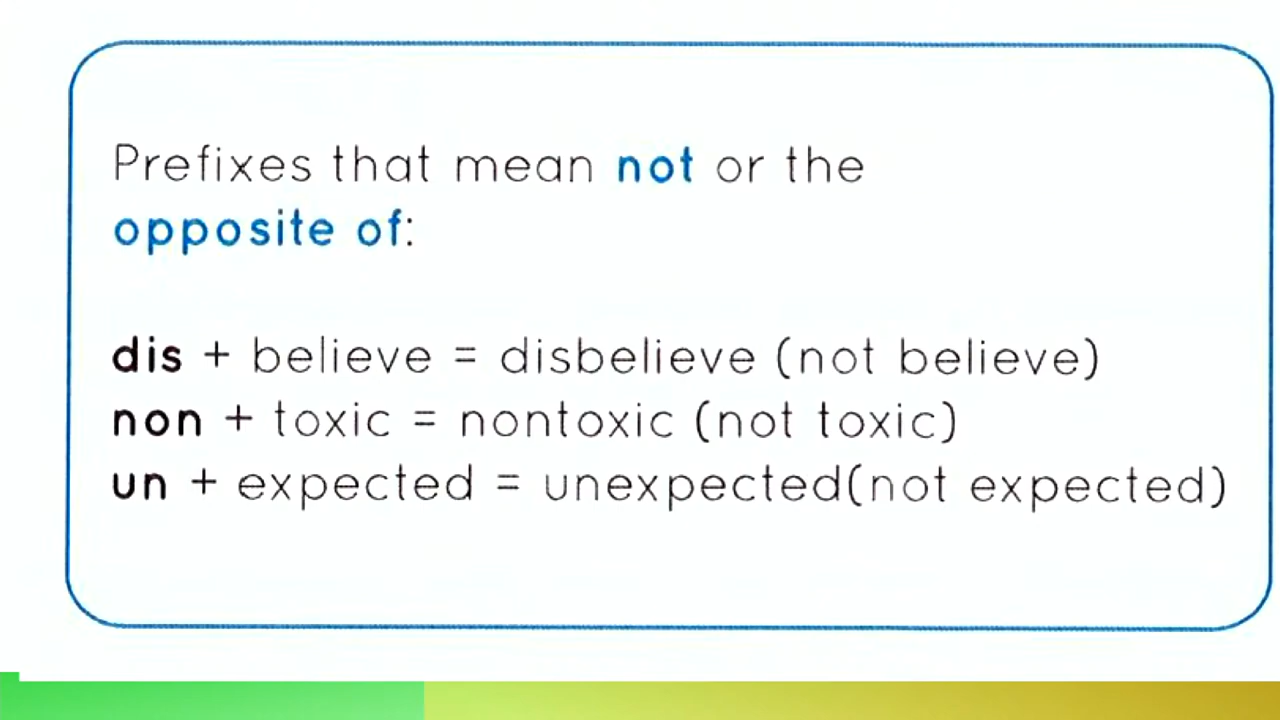 Prefixes that mean not or the
opposite of:
dis + believe = disbelieve (not believe)
non + toxic = nontoxic (not toxic)
un + expected = unexpected(not expected)